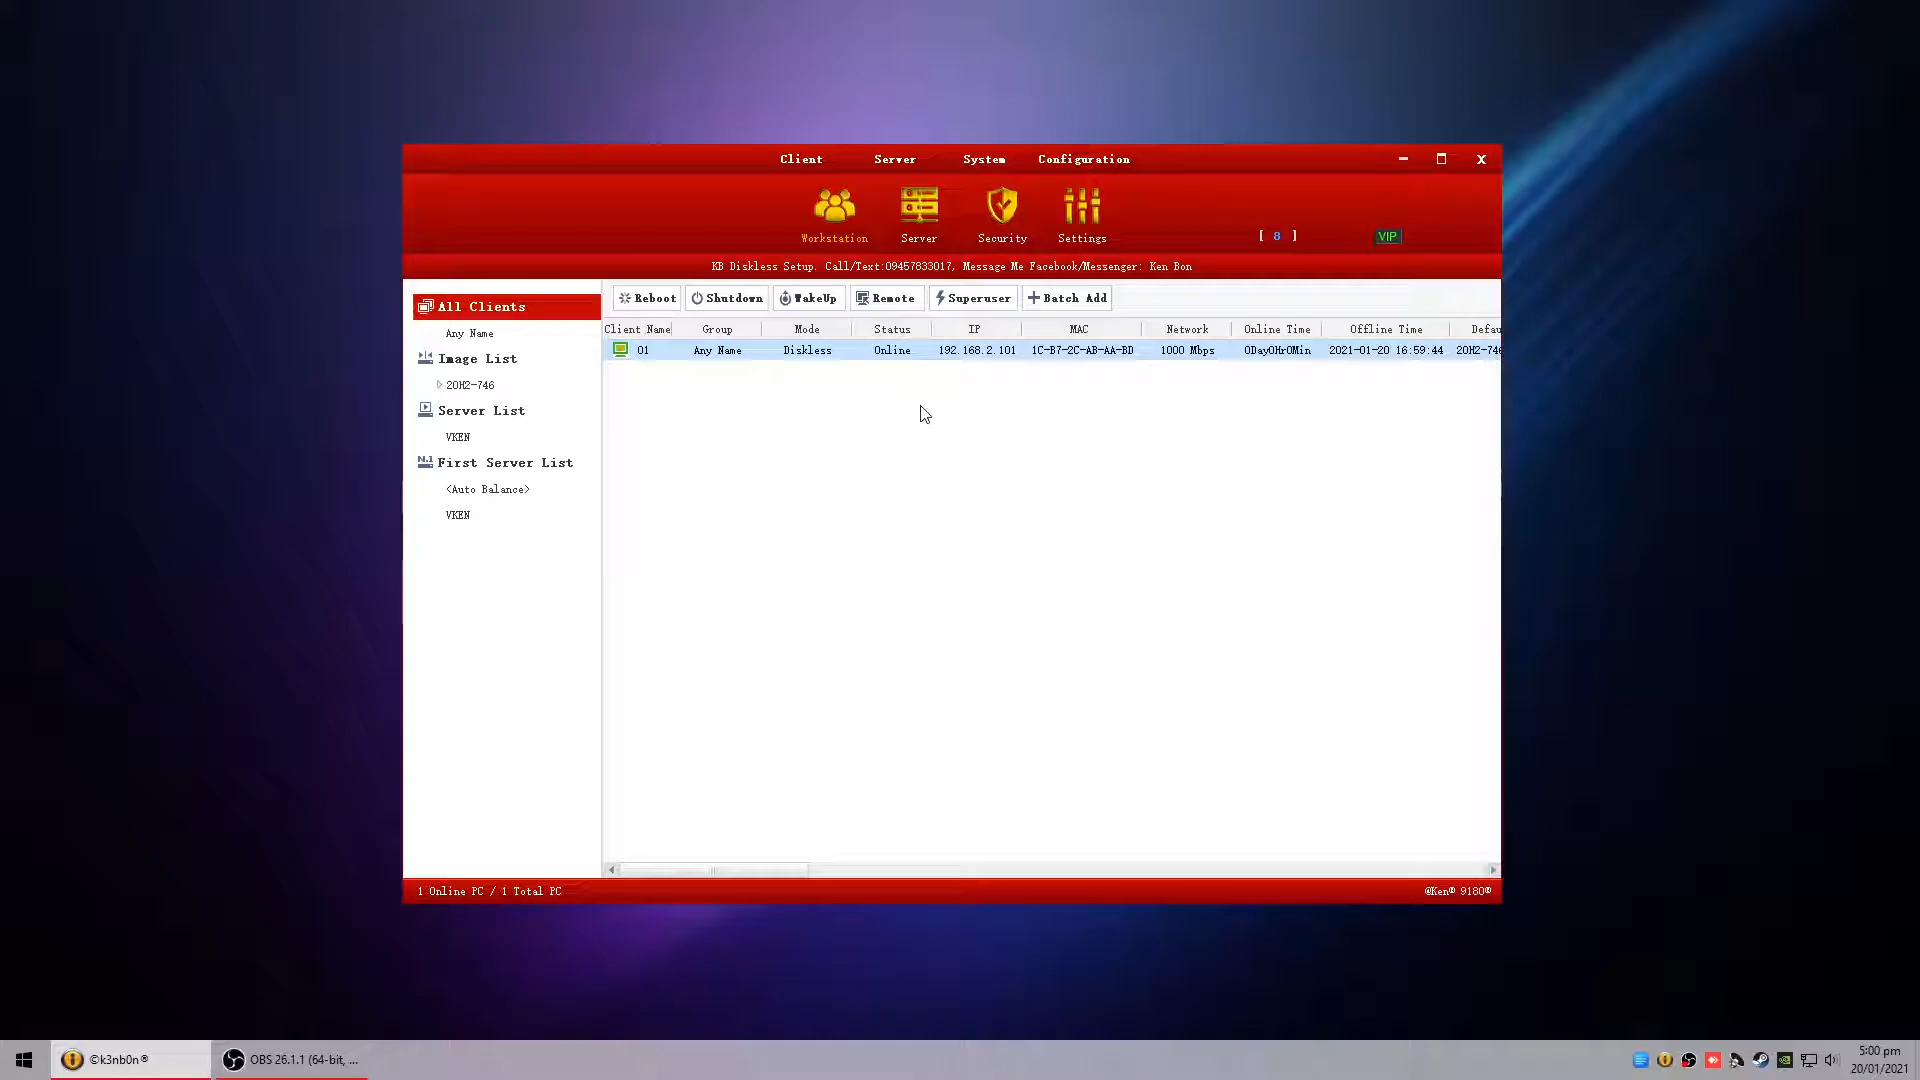 Client Server System Configuration
Workstation Server Security Settings
[ 8 ] VIP
KB Diskless Setup. Call/Text:09457833017, Message Me Facebook/Messenger: Ken Bon
All Clients
Any Name
Image List
20H2-746
Server List
VKEN
N.1 First Server List
<Auto Balance>
VKEN
Reboot Shutdown WakeUp Remote Superuser Batch Add
Client Name Group Mode Status IP MAC Network Online Time Offline Time Defau
01 Any Name Diskless Online 192.168.2.101 1C-B7-2C-AB-AA-BD 1000 Mbps 0Day0Hr0Min 2021-01-20 16:59:44 20H2-746
1 Online PC / 1 Total PC
@Ken® 9180®
©k3nb0n®
OBS 26.1.1 (64-bit, ...
5:00 pm
20/01/2021